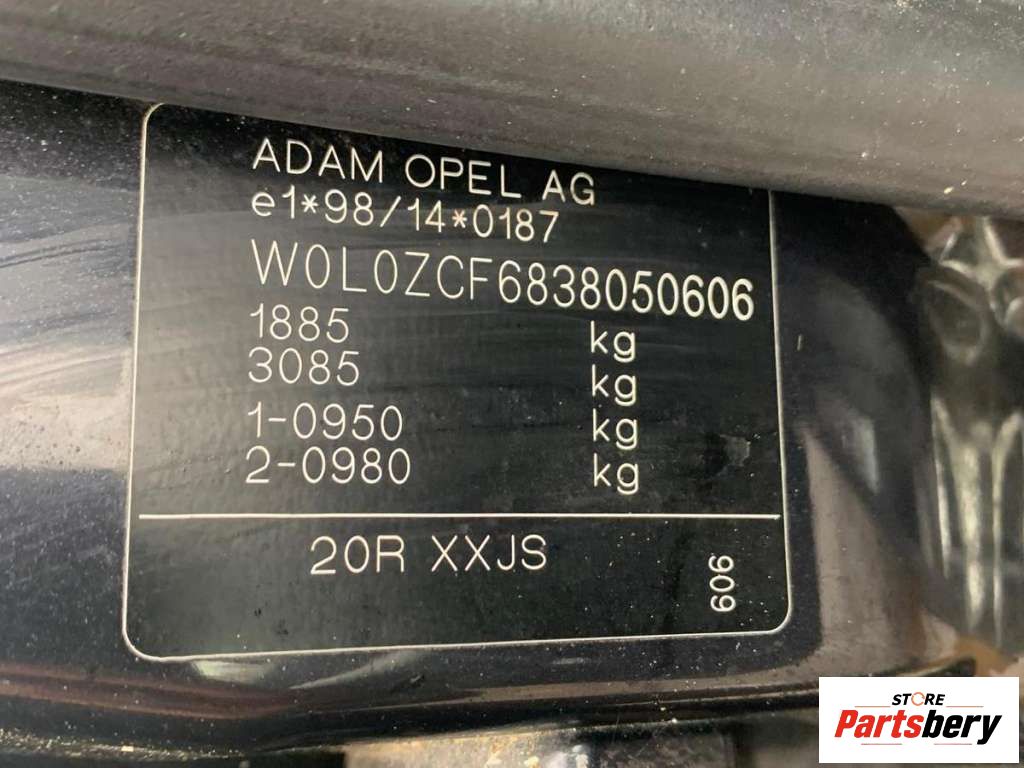 ADAM OPEL AG
e1*98/14*0187
W0L0ZCF6838050606
1885 kg
3085 kg
1-0950 kg
2-0980 kg
20R XXJS
606
STORE
Partsbery